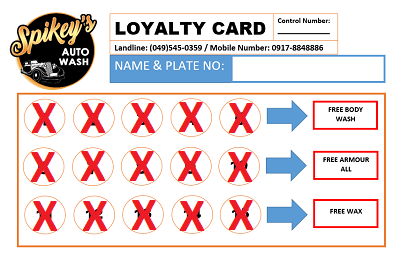 Spikey's
AUTO
WASH
LOYALTY CARD
Control Number:
Landline: (049)545-0359 / Mobile Number: 0917-8848886
NAME & PLATE NO:
FREE BODY
WASH
FREE ARMOUR
ALL
FREE WAX